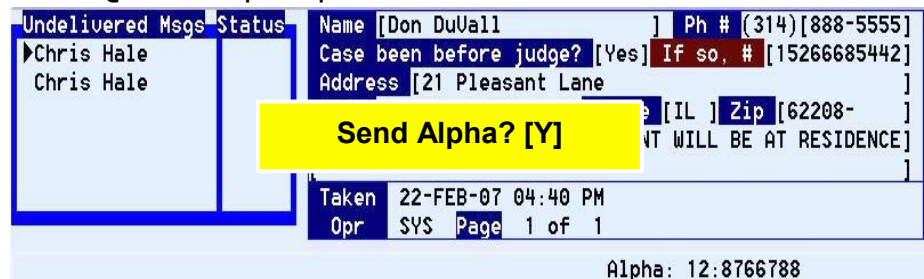 Undelivered Msgs Status
▶Chris Hale
Chris Hale
Name [Don DuVall ] Ph # (314)[888-5555]
Case been before judge? [Yes] If so, # [15266685442]
Address [21 Pleasant Lane ]
[IL ] Zip [62208- ]
WILL BE AT RESIDENCE]
]
Send Alpha? [Y]
Taken 22-FEB-07 04:40 PM
Opr SYS Page 1 of 1
Alpha: 12:8766788